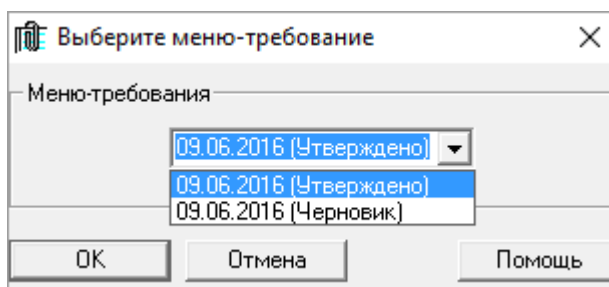 Выберите меню-требование
Меню-требования
09.06.2016 (Утверждено)
09.06.2016 (Утверждено)
09.06.2016 (Черновик)
OK
Отмена
Помощь